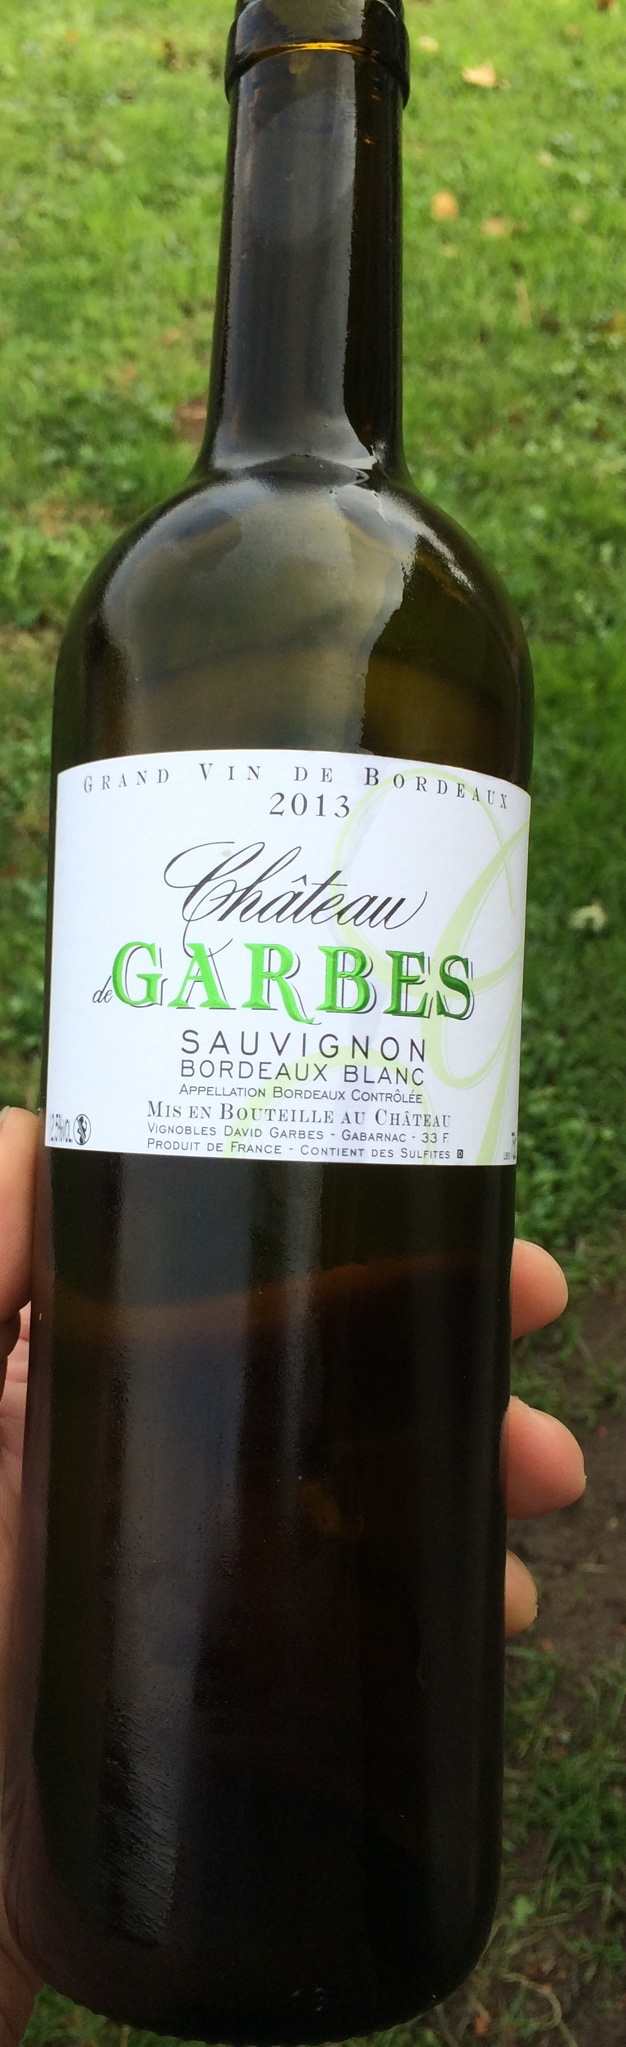 GRAND VIN DE BORDEAUX
2013
Château
de GARBES
SAUVIGNON
BORDEAUX BLANC
APPELLATION BORDEAUX CONTRÔLÉE
MIS EN BOUTEILLE AU CHÂTEAU
VIGNOBLES DAVID GARBES - GABARNAC - 33 F.
PRODUIT DE FRANCE - CONTIENT DES SULFITES D